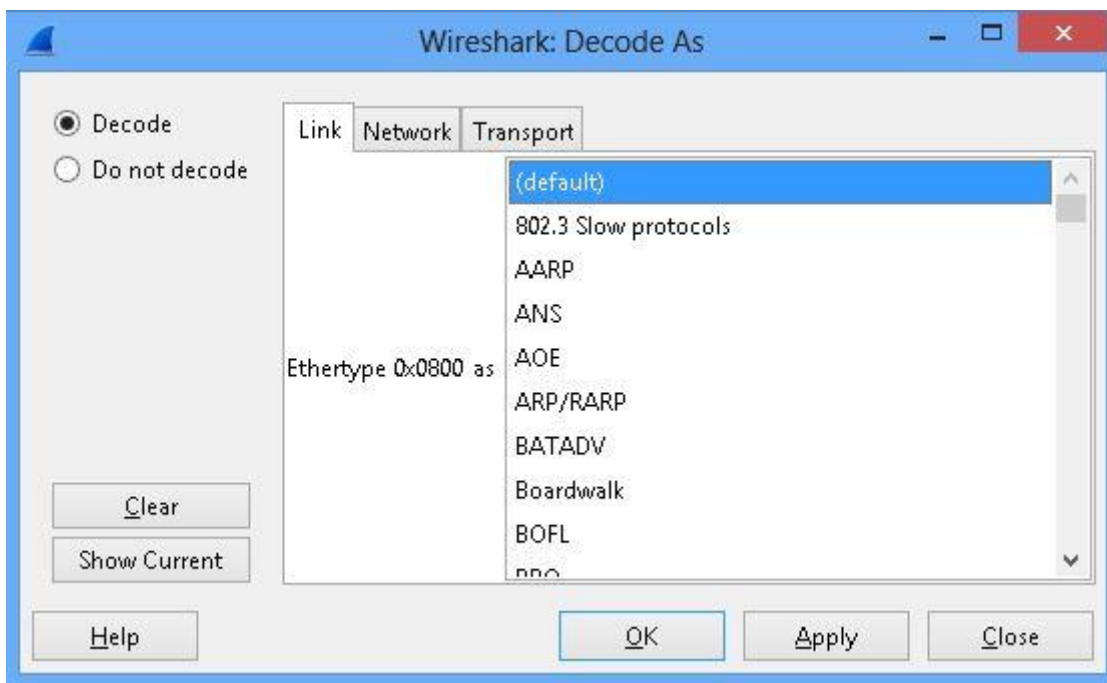 Wireshark: Decode As
Decode
Do not decode
Link Network Transport
Ethertype 0x0800 as
(default)
802.3 Slow protocols
AARP
ANS
AOE
ARP/RARP
BATADV
Boardwalk
BOFL
Clear
Show Current
Help
OK
Apply
Close